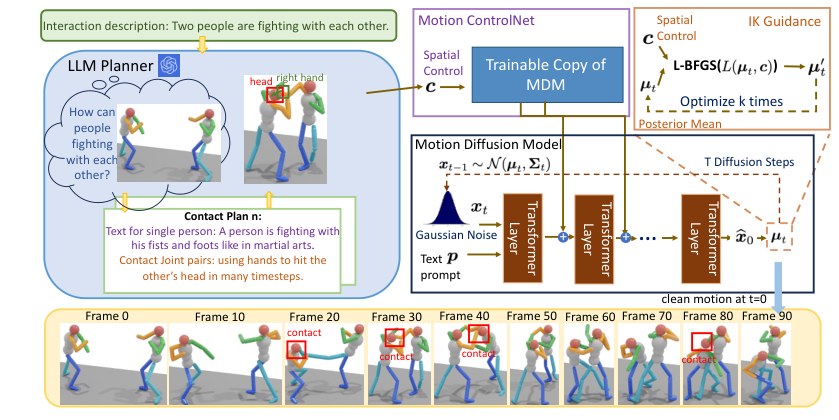 Interaction description: Two people are fighting with each other.
LLM Planner
How can
people
fighting
with each
other?
head
right hand
Contact Plan n:
Text for single person: A person is fighting with
his fists and foots like in martial arts.
Contact Joint pairs: using hands to hit the
other's head in many timesteps.
Motion ControlNet
Spatial
Control
c
Trainable Copy of
MDM
IK Guidance
c
Spatial
Control
μt
L-BFGS(L(μt, c))
μ′t
Optimize k times
Posterior Mean
Motion Diffusion Model
xt−1 ∼ N(μt, Σt)
T Diffusion Steps
xt
Gaussian Noise
Text p
prompt
Transformer
Layer
Transformer
Layer
...
Transformer
Layer
x̂0
μt
clean motion at t=0
Frame 0
Frame 10
Frame 20
Frame 30
Frame 40
Frame 50
Frame 60
Frame 70
Frame 80
Frame 90
contact
contact
contact
contact